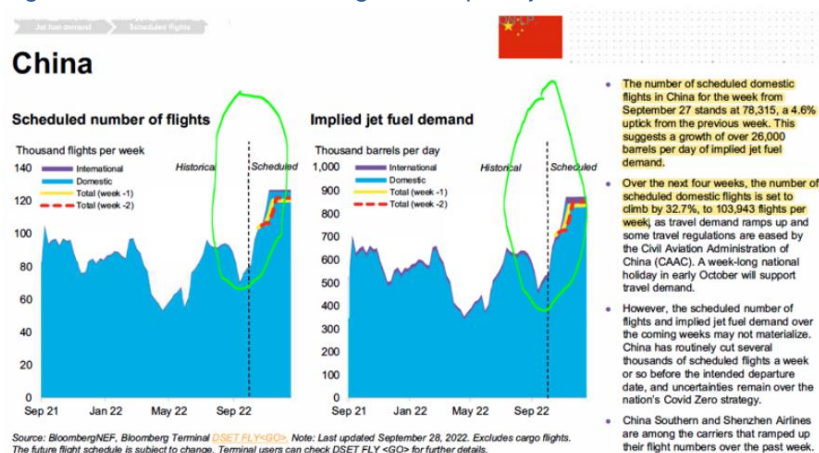 Jet fuel demand
Scheduled flights
China
Scheduled number of flights
Thousand flights per week
140
120
100
80
60
40
20
0
International
Domestic
Total (week -1)
Total (week -2)
Historical
Scheduled
Sep 21
Jan 22
May 22
Sep 22
Implied jet fuel demand
Thousand barrels per day
1,000
900
800
700
600
500
400
300
200
100
0
International
Domestic
Total (week -1)
Total (week -2)
Historical
Scheduled
Sep 21
Jan 22
May 22
Sep 22
Source: BloombergNEF, Bloomberg Terminal DSET FLY<GO>. Note: Last updated September 28, 2022. Excludes cargo flights.
The future flight schedule is subject to change. Terminal users can check DSET FLY <GO> for further details.
• The number of scheduled domestic
flights in China for the week from
September 27 stands at 78,315, a 4.6%
uptick from the previous week. This
suggests a growth of over 26,000
barrels per day of implied jet fuel
demand.
• Over the next four weeks, the number of
scheduled domestic flights is set to
climb by 32.7%, to 103,943 flights per
week, as travel demand ramps up and
some travel regulations are eased by
the Civil Aviation Administration of
China (CAAC). A week-long national
holiday in early October will support
travel demand.
• However, the scheduled number of
flights and implied jet fuel demand over
the coming weeks may not materialize.
China has routinely cut several
thousands of scheduled flights a week
or so before the intended departure
date, and uncertainties remain over the
nation's Covid Zero strategy.
• China Southern and Shenzhen Airlines
are among the carriers that ramped up
their flight numbers over the past week.